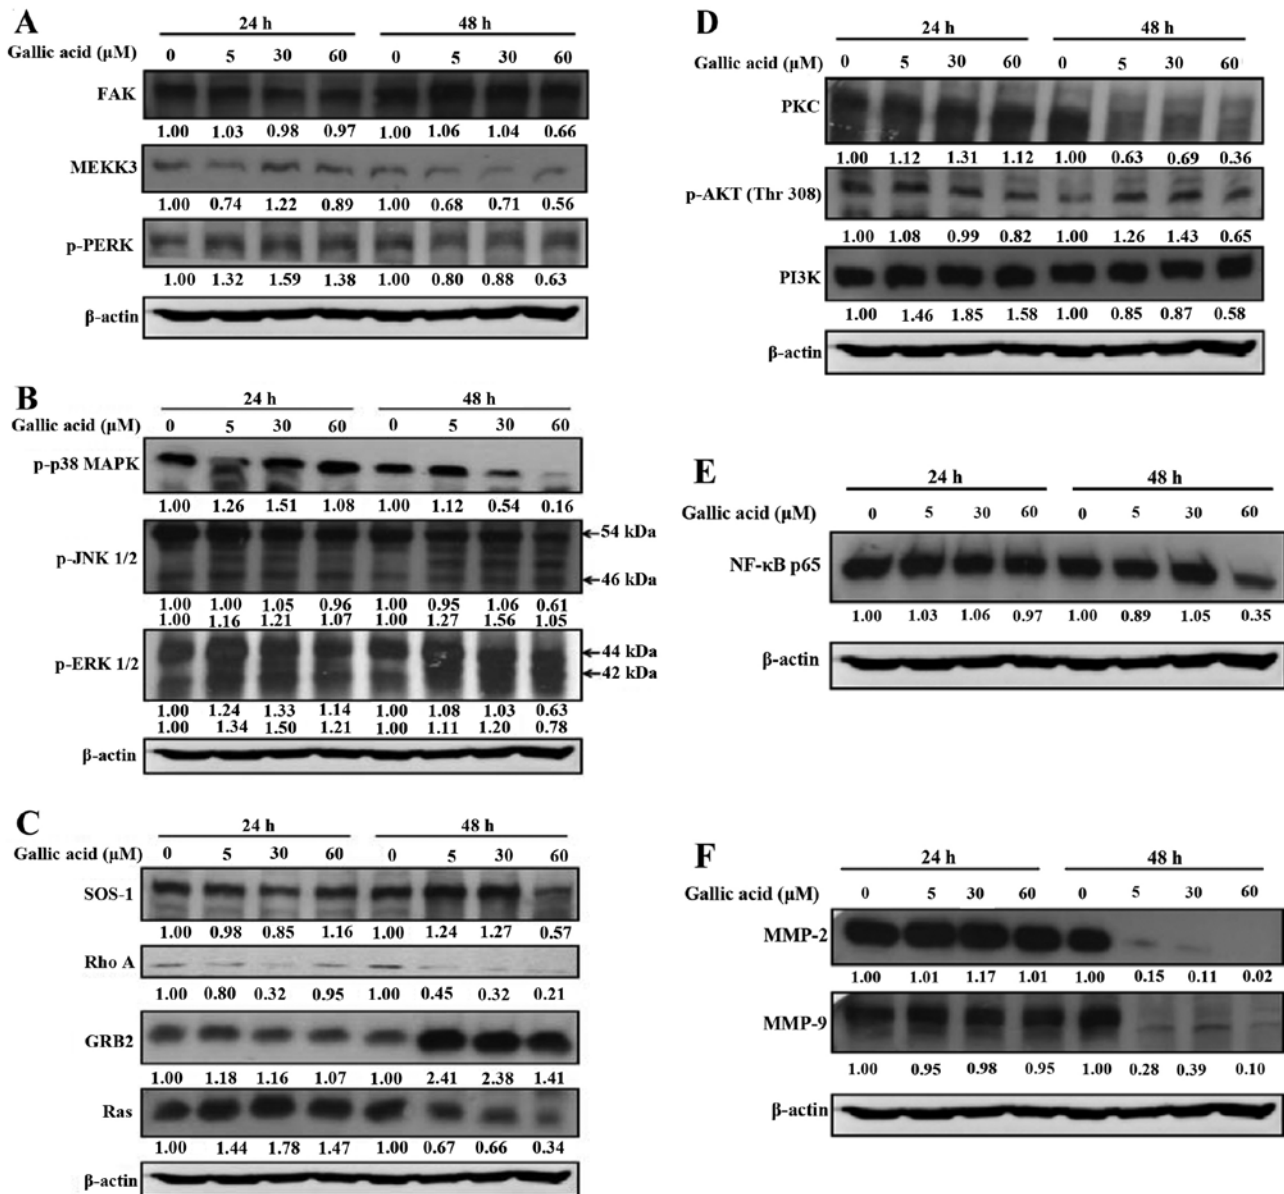 A
24 h 48 h
Gallic acid (µM) 0 5 30 60 0 5 30 60
FAK
1.00 1.03 0.98 0.97 1.00 1.06 1.04 0.66
MEKK3
1.00 0.74 1.22 0.89 1.00 0.68 0.71 0.56
p-PERK
1.00 1.32 1.59 1.38 1.00 0.80 0.88 0.63
β-actin
B
24 h 48 h
Gallic acid (µM) 0 5 30 60 0 5 30 60
p-p38 MAPK
1.00 1.26 1.51 1.08 1.00 1.12 0.54 0.16
p-JNK 1/2
54 kDa
46 kDa
1.00 1.00 1.05 0.96 1.00 0.95 1.06 0.61
1.00 1.16 1.21 1.07 1.00 1.27 1.56 1.05
p-ERK 1/2
44 kDa
42 kDa
1.00 1.24 1.33 1.14 1.00 1.08 1.03 0.63
1.00 1.34 1.50 1.21 1.00 1.11 1.20 0.78
β-actin
C
24 h 48 h
Gallic acid (µM) 0 5 30 60 0 5 30 60
SOS-1
1.00 0.98 0.85 1.16 1.00 1.24 1.27 0.57
Rho A
1.00 0.80 0.32 0.95 1.00 0.45 0.32 0.21
GRB2
1.00 1.18 1.16 1.07 1.00 2.41 2.38 1.41
Ras
1.00 1.44 1.78 1.47 1.00 0.67 0.66 0.34
β-actin
D
24 h 48 h
Gallic acid (µM) 0 5 30 60 0 5 30 60
PKC
1.00 1.12 1.31 1.12 1.00 0.63 0.69 0.36
p-AKT (Thr 308)
1.00 1.08 0.99 0.82 1.00 1.26 1.43 0.65
PI3K
1.00 1.46 1.85 1.58 1.00 0.85 0.87 0.58
β-actin
E
24 h 48 h
Gallic acid (µM) 0 5 30 60 0 5 30 60
NF-κB p65
1.00 1.03 1.06 0.97 1.00 0.89 1.05 0.35
β-actin
F
24 h 48 h
Gallic acid (µM) 0 5 30 60 0 5 30 60
MMP-2
1.00 1.01 1.17 1.01 1.00 0.15 0.11 0.02
MMP-9
1.00 0.95 0.98 0.95 1.00 0.28 0.39 0.10
β-actin